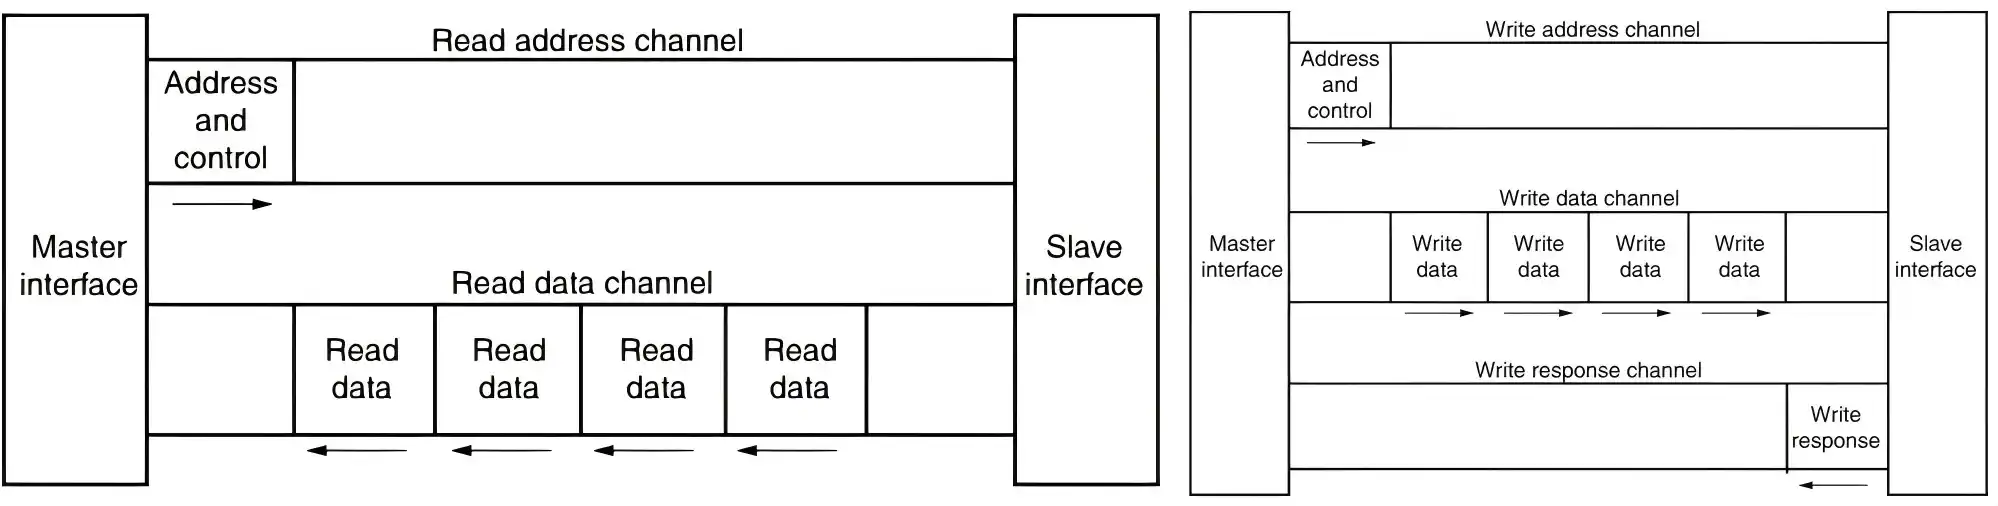 Read address channel
Address
and
control
Master
interface
Slave
interface
Read data channel
Read
data
Read
data
Read
data
Read
data
Write address channel
Address
and
control
Write data channel
Master
interface
Write
data
Write
data
Write
data
Write
data
Slave
interface
Write response channel
Write
response